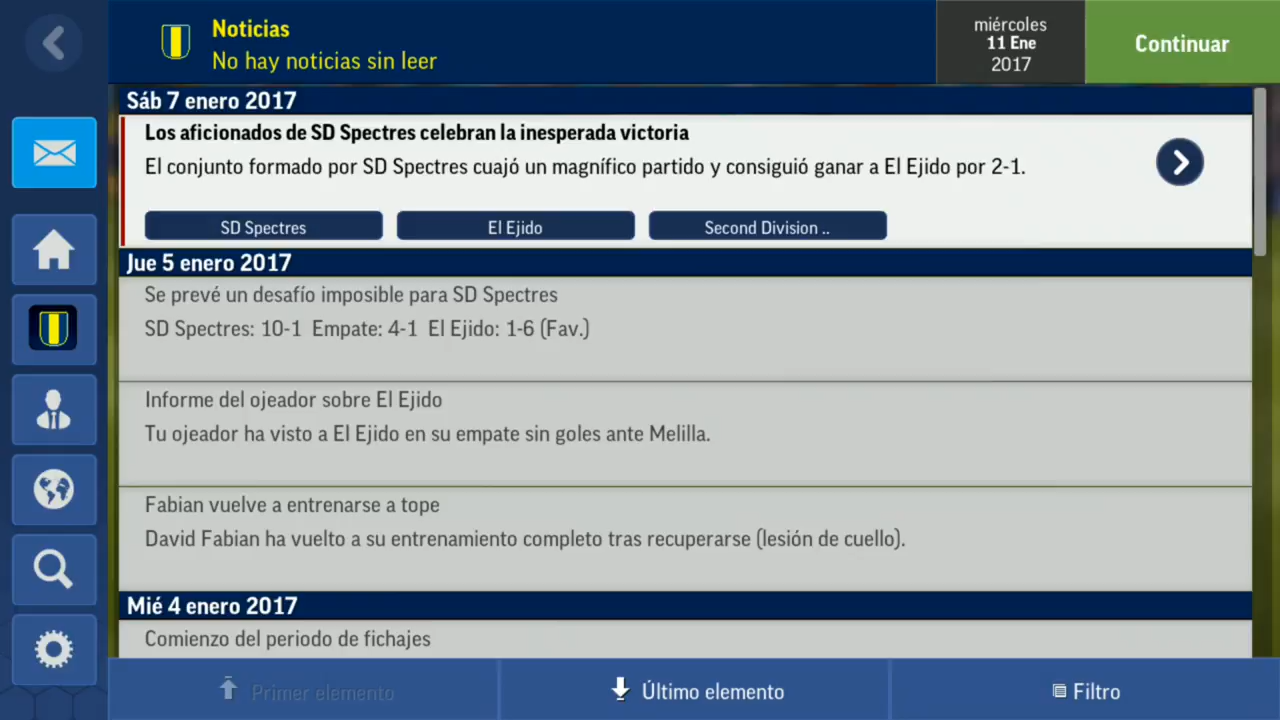 Noticias
No hay noticias sin leer
miércoles
11 Ene
2017
Continuar
Sáb 7 enero 2017
Los aficionados de SD Spectres celebran la inesperada victoria
El conjunto formado por SD Spectres cuajó un magnífico partido y consiguió ganar a El Ejido por 2-1.
SD Spectres
El Ejido
Second Division ..
Jue 5 enero 2017
Se prevé un desafío imposible para SD Spectres
SD Spectres: 10-1 Empate: 4-1 El Ejido: 1-6 (Fav.)
Informe del ojeador sobre El Ejido
Tu ojeador ha visto a El Ejido en su empate sin goles ante Melilla.
Fabian vuelve a entrenarse a tope
David Fabian ha vuelto a su entrenamiento completo tras recuperarse (lesión de cuello).
Mié 4 enero 2017
Comienzo del periodo de fichajes
Primer elemento
Último elemento
Filtro